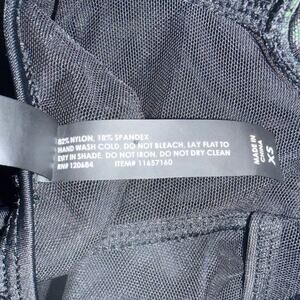 82% NYLON, 18% SPANDEX
HAND WASH COLD. DO NOT BLEACH. LAY FLAT TO
DRY IN SHADE. DO NOT IRON. DO NOT DRY CLEAN
RN# 120684 ITEM# 11657160
MADE IN
CHINA
XS